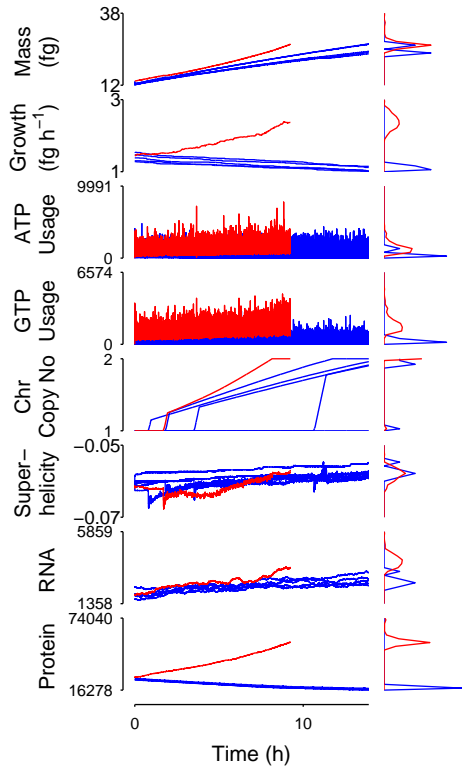 38
Mass
(fg)
12
3
Growth
(fg h⁻¹)
1
9991
ATP
Usage
0
6574
GTP
Usage
0
2
Chr
Copy No
1
−0.05
Super−
helicity
−0.07
5859
RNA
1358
74040
Protein
16278
0 10
Time (h)